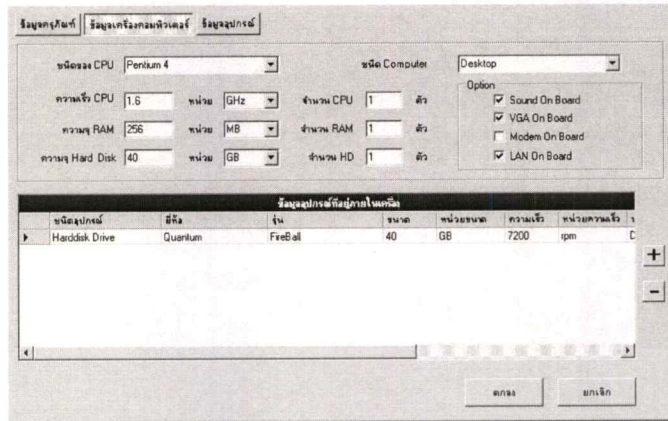 ข้อมูลครุภัณฑ์ ข้อมูลเครื่องคอมพิวเตอร์ ข้อมูลอุปกรณ์
ชนิดของ CPU Pentium 4 ชนิด Computer Desktop
Option
ความเร็ว CPU 1.6 หน่วย GHz จำนวน CPU 1 ตัว Sound On Board
VGA On Board
ความจุ RAM 256 หน่วย MB จำนวน RAM 1 ตัว
Modem On Board
ความจุ Hard Disk 40 หน่วย GB จำนวน HD 1 ตัว LAN On Board
ข้อมูลอุปกรณ์ที่อยู่ภายในเครื่อง
ชนิดอุปกรณ์ ยี่ห้อ รุ่น ขนาด หน่วยขนาด ความเร็ว หน่วยความเร็ว
Harddisk Drive Quantum FireBall 40 GB 7200 rpm
+
-
ตกลง ยกเลิก